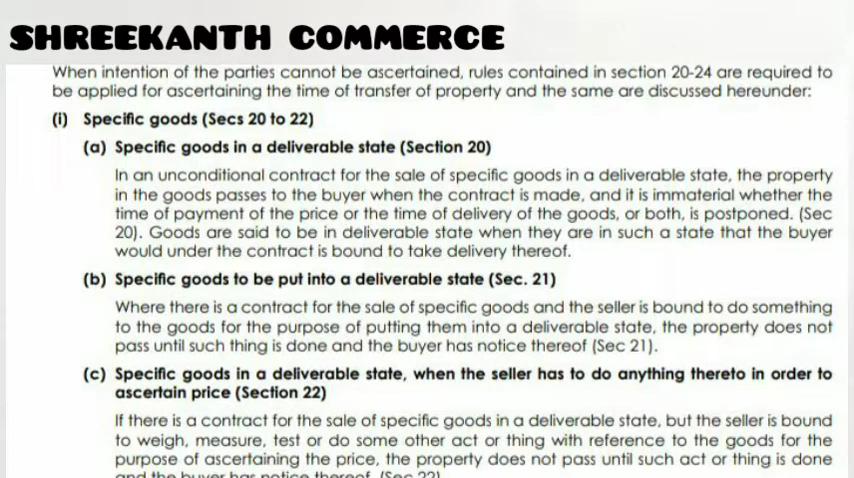 SHREEKANTH COMMERCE
When intention of the parties cannot be ascertained, rules contained in section 20-24 are required to
be applied for ascertaining the time of transfer of property and the same are discussed hereunder:
(i) Specific goods (Secs 20 to 22)
(a) Specific goods in a deliverable state (Section 20)
In an unconditional contract for the sale of specific goods in a deliverable state, the property
in the goods passes to the buyer when the contract is made, and it is immaterial whether the
time of payment of the price or the time of delivery of the goods, or both, is postponed. (Sec
20). Goods are said to be in deliverable state when they are in such a state that the buyer
would under the contract is bound to take delivery thereof.
(b) Specific goods to be put into a deliverable state (Sec. 21)
Where there is a contract for the sale of specific goods and the seller is bound to do something
to the goods for the purpose of putting them into a deliverable state, the property does not
pass until such thing is done and the buyer has notice thereof (Sec 21).
(c) Specific goods in a deliverable state, when the seller has to do anything thereto in order to
ascertain price (Section 22)
If there is a contract for the sale of specific goods in a deliverable state, but the seller is bound
to weigh, measure, test or do some other act or thing with reference to the goods for the
purpose of ascertaining the price, the property does not pass until such act or thing is done
and the buyer has notice thereof. (Sec 22)